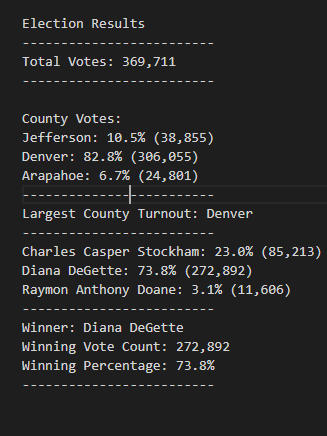 Election Results
-------------------------
Total Votes: 369,711
-------------------------
County Votes:
Jefferson: 10.5% (38,855)
Denver: 82.8% (306,055)
Arapahoe: 6.7% (24,801)
-------------------------
Largest County Turnout: Denver
-------------------------
Charles Casper Stockham: 23.0% (85,213)
Diana DeGette: 73.8% (272,892)
Raymon Anthony Doane: 3.1% (11,606)
-------------------------
Winner: Diana DeGette
Winning Vote Count: 272,892
Winning Percentage: 73.8%
-------------------------